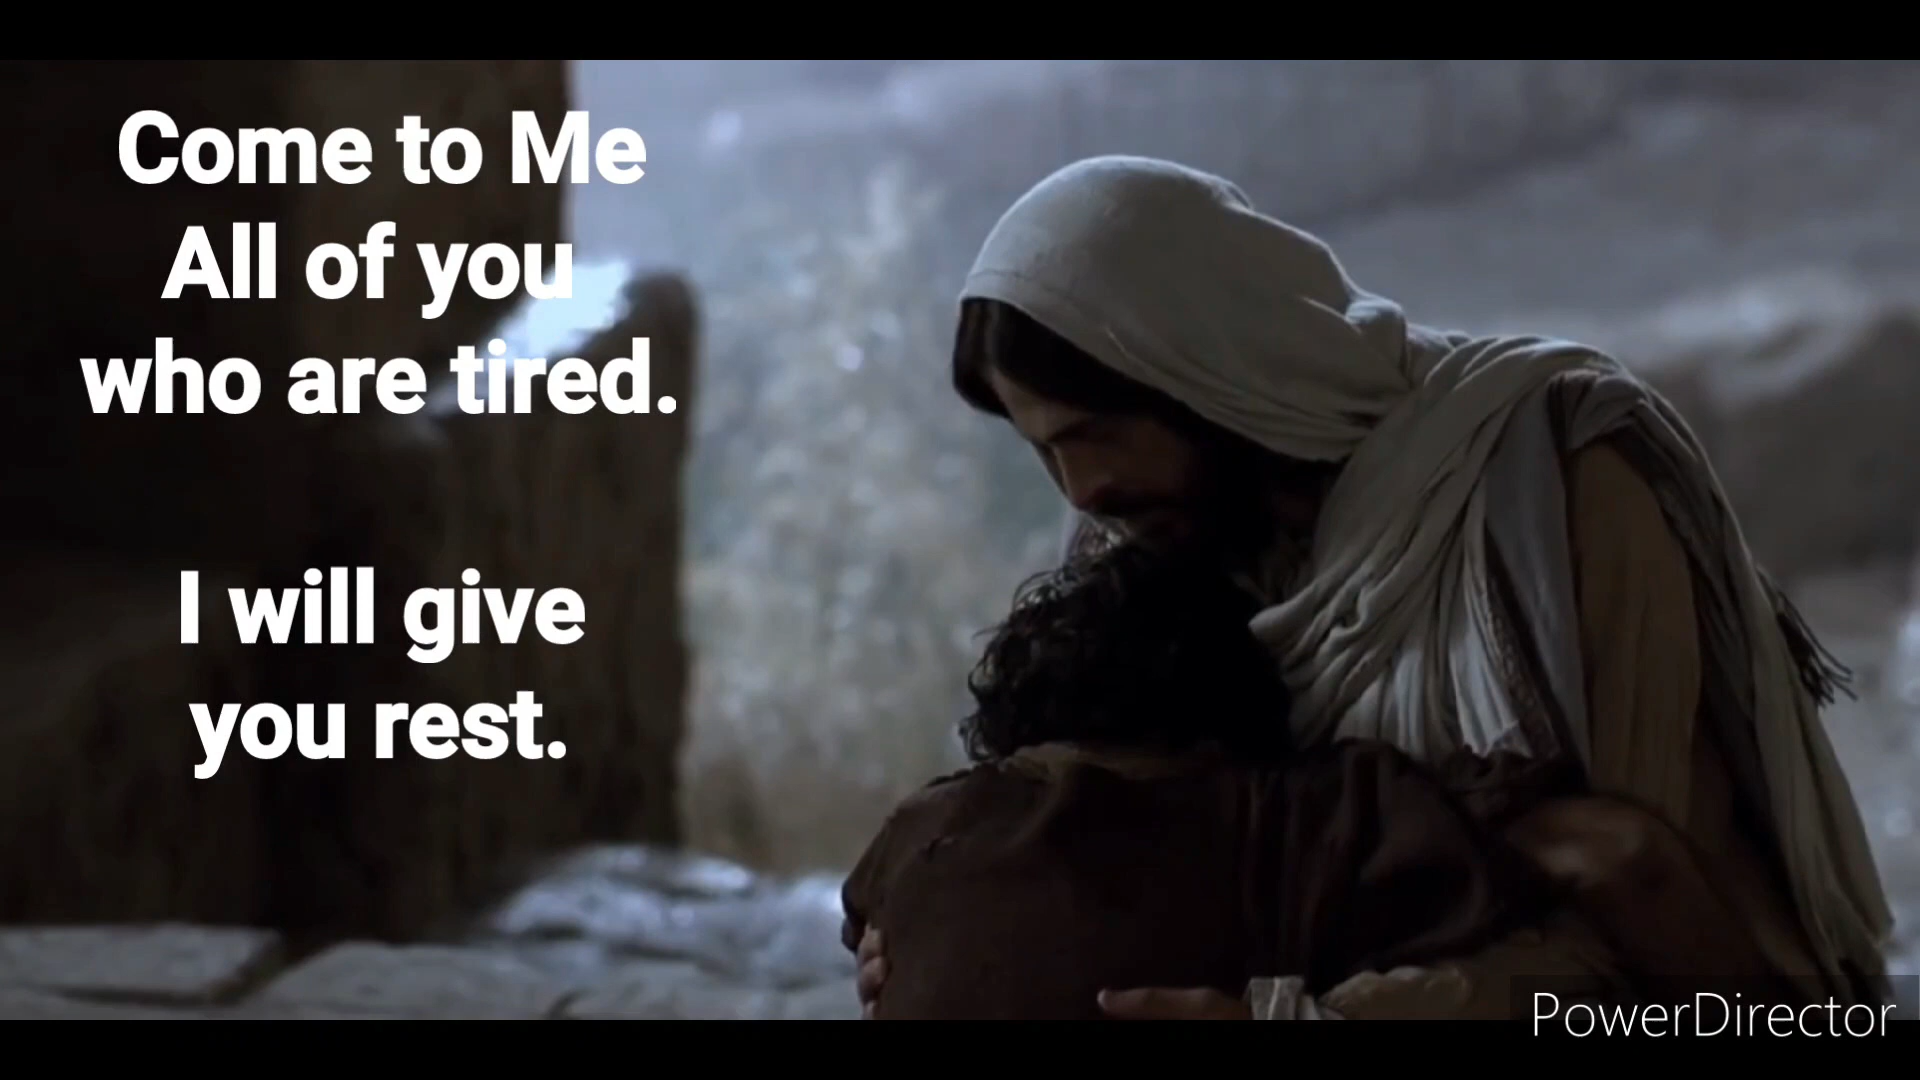 Come to Me
All of you
who are tired.
I will give
you rest.
PowerDirector